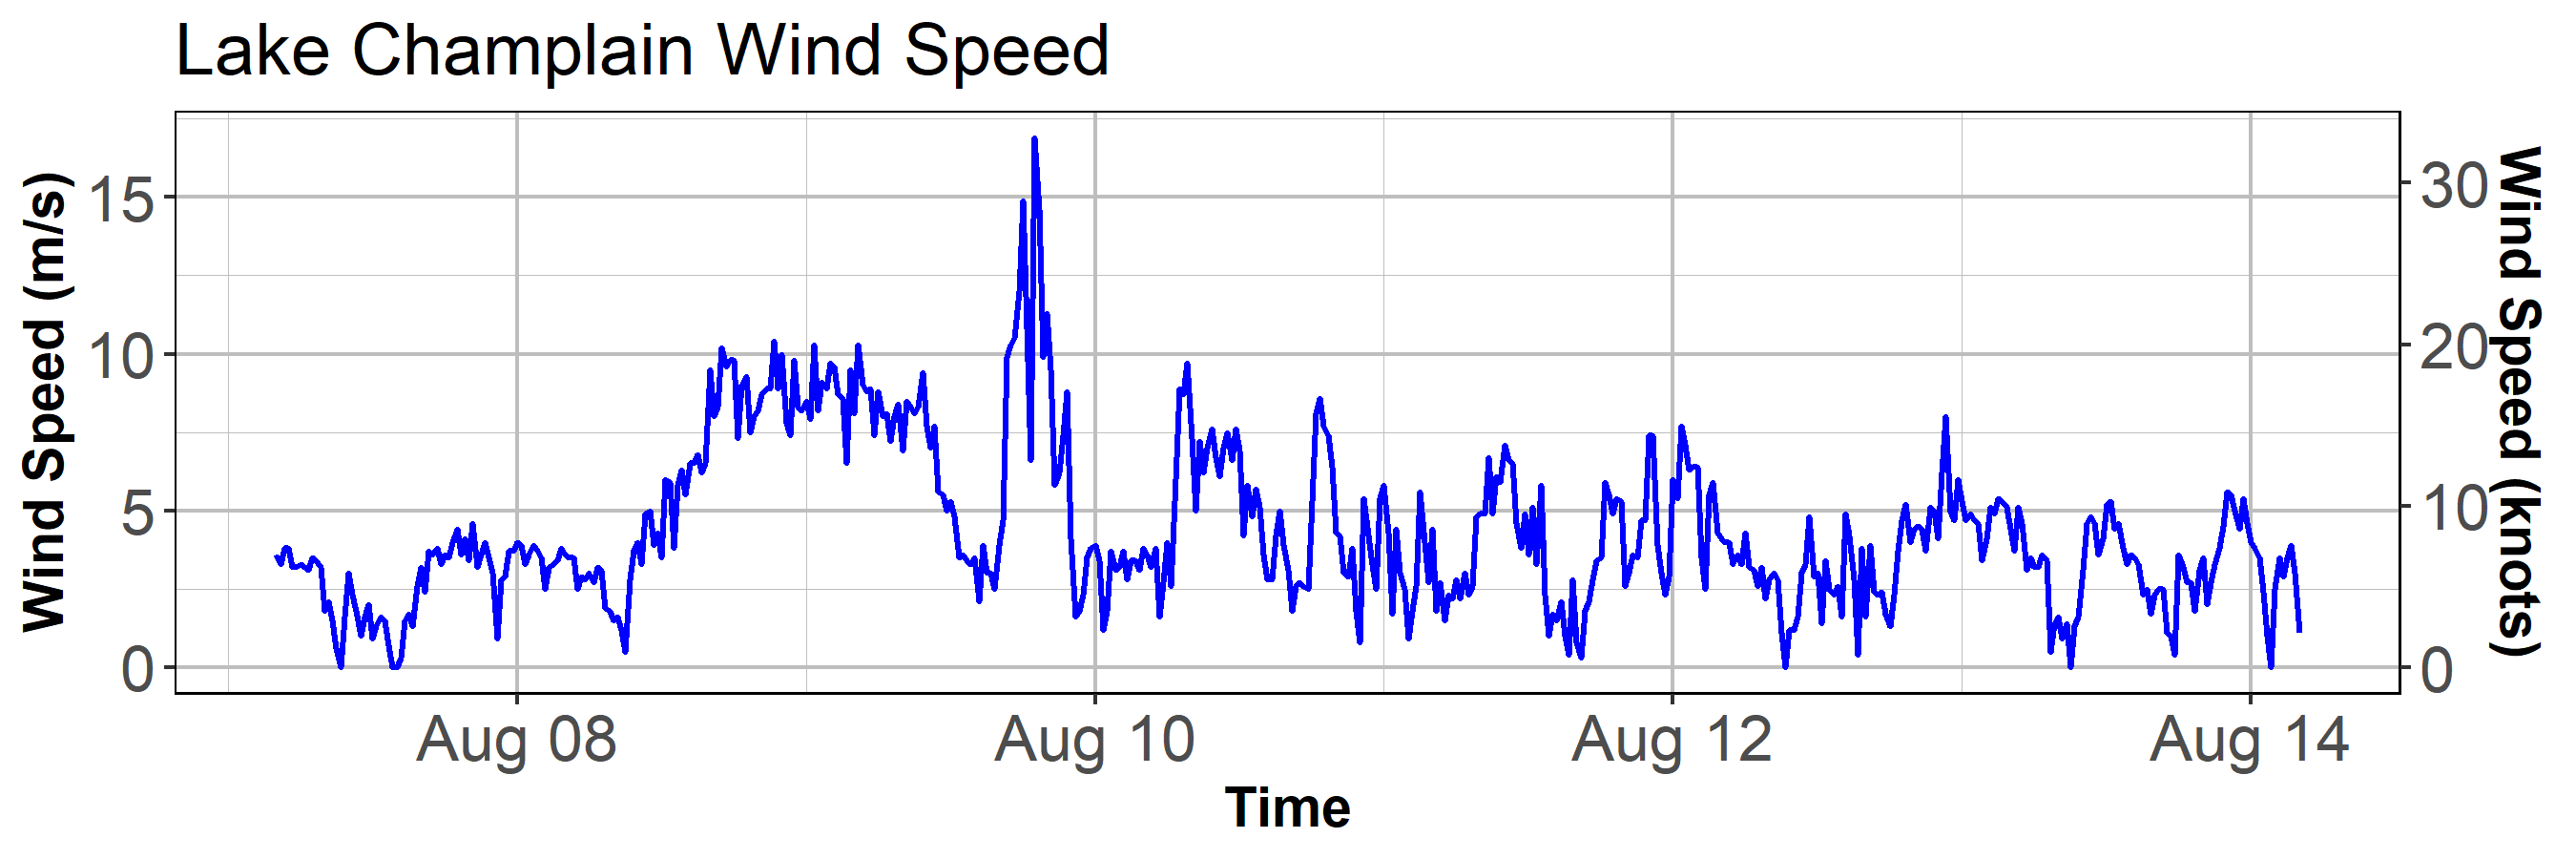 Lake Champlain Wind Speed
Wind Speed (m/s)
15
10
5
0
30
20
10
0
Wind Speed (knots)
Aug 08
Aug 10
Aug 12
Aug 14
Time